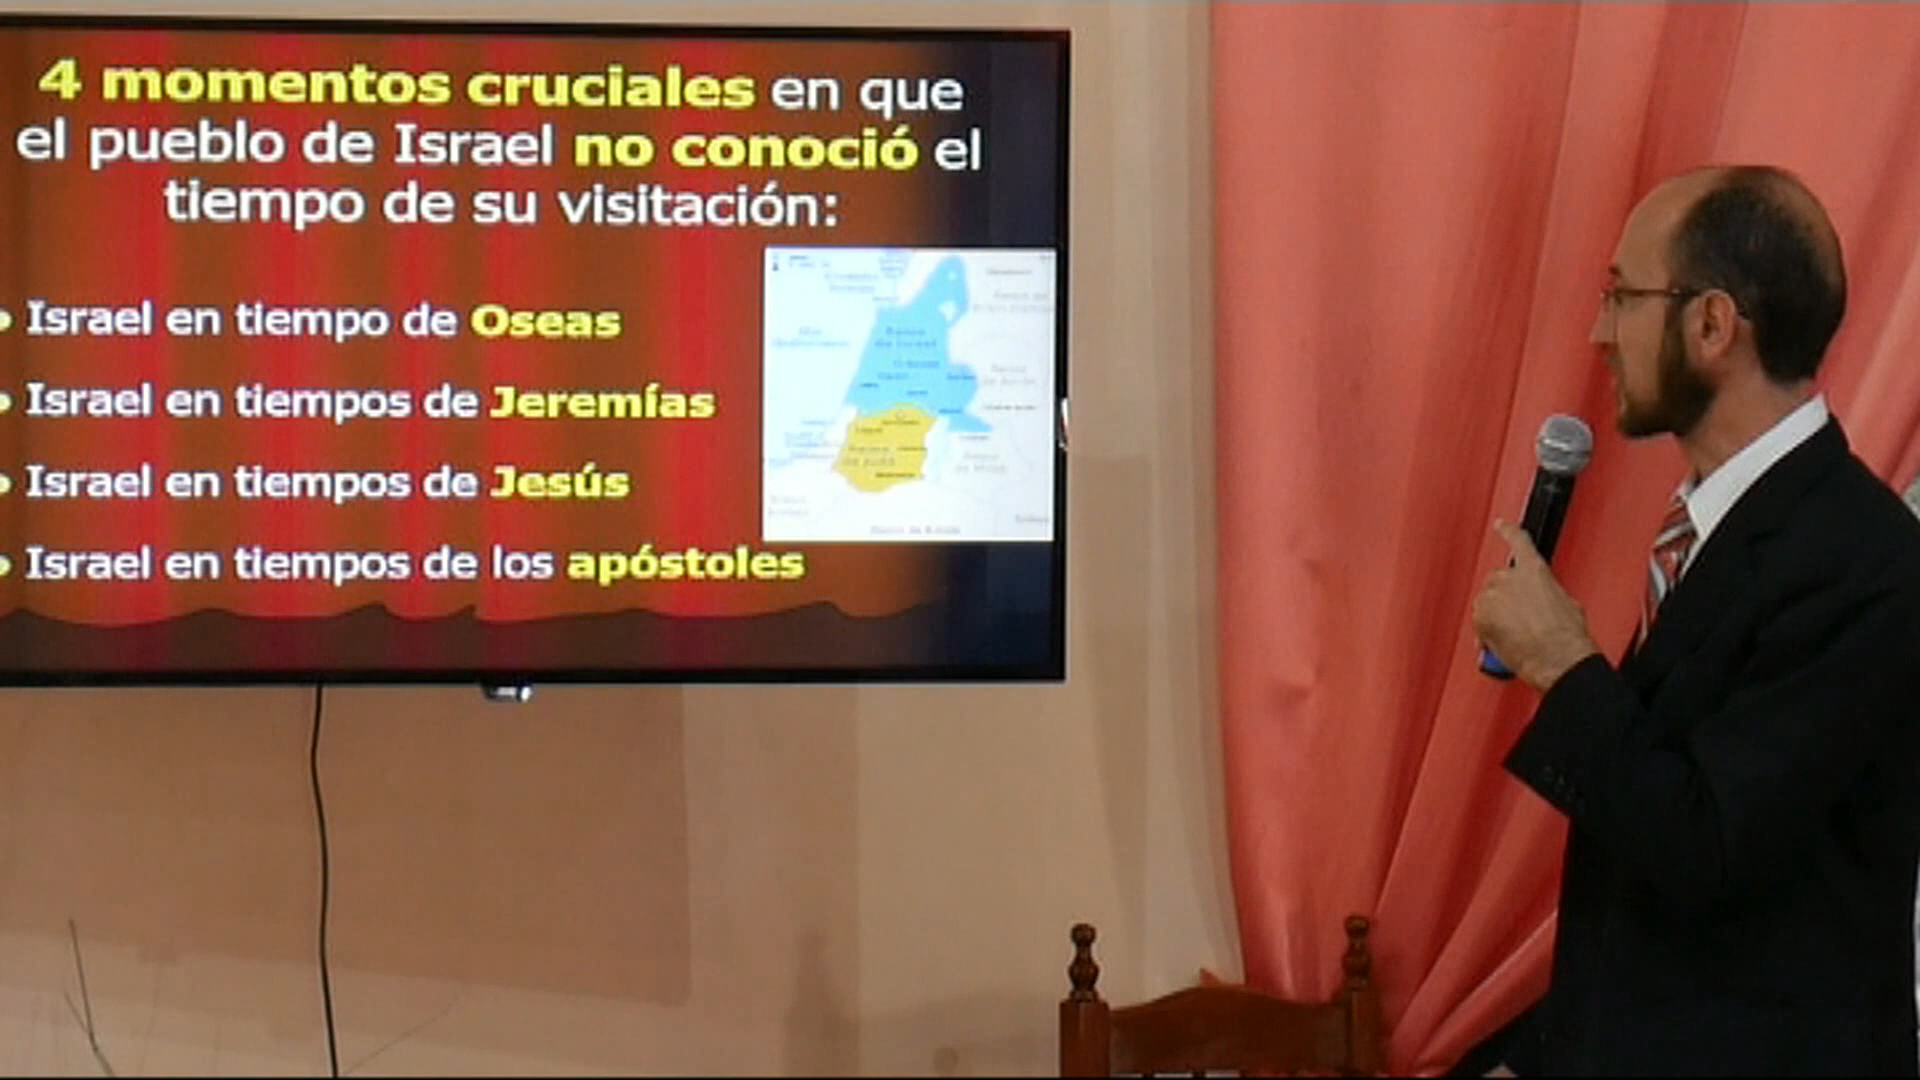 4 momentos cruciales en que
el pueblo de Israel no conoció el
tiempo de su visitación:
Israel en tiempo de Oseas
Israel en tiempos de Jeremías
Israel en tiempos de Jesús
Israel en tiempos de los apóstoles